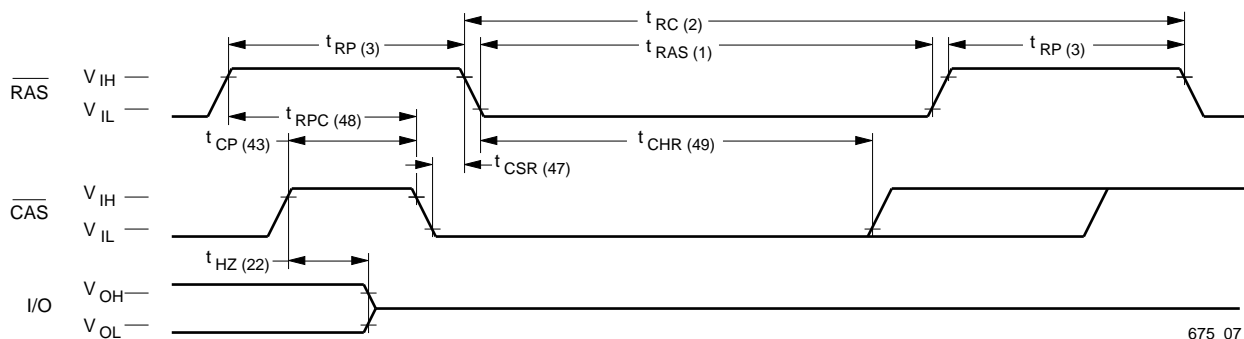 t RC (2)
t RP (3)
t RAS (1)
t RP (3)
RAS
V IH
V IL
t RPC (48)
t CP (43)
t CHR (49)
t CSR (47)
CAS
V IH
V IL
t HZ (22)
I/O
V OH
V OL
675 07